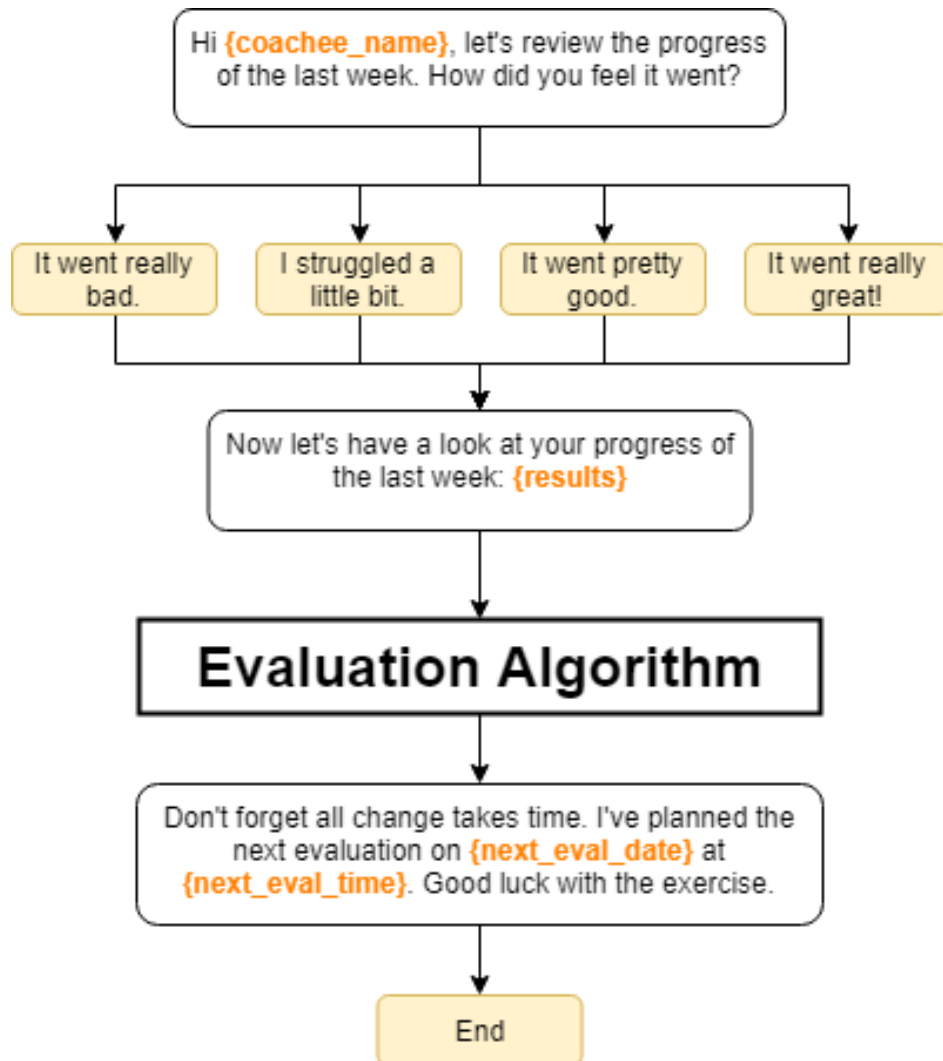 Hi {coachee_name}, let's review the progress
of the last week. How did you feel it went?
It went really
bad.
I struggled a
little bit.
It went pretty
good.
It went really
great!
Now let's have a look at your progress of
the last week: {results}
Evaluation Algorithm
Don't forget all change takes time. I've planned the
next evaluation on {next_eval_date} at
{next_eval_time}. Good luck with the exercise.
End